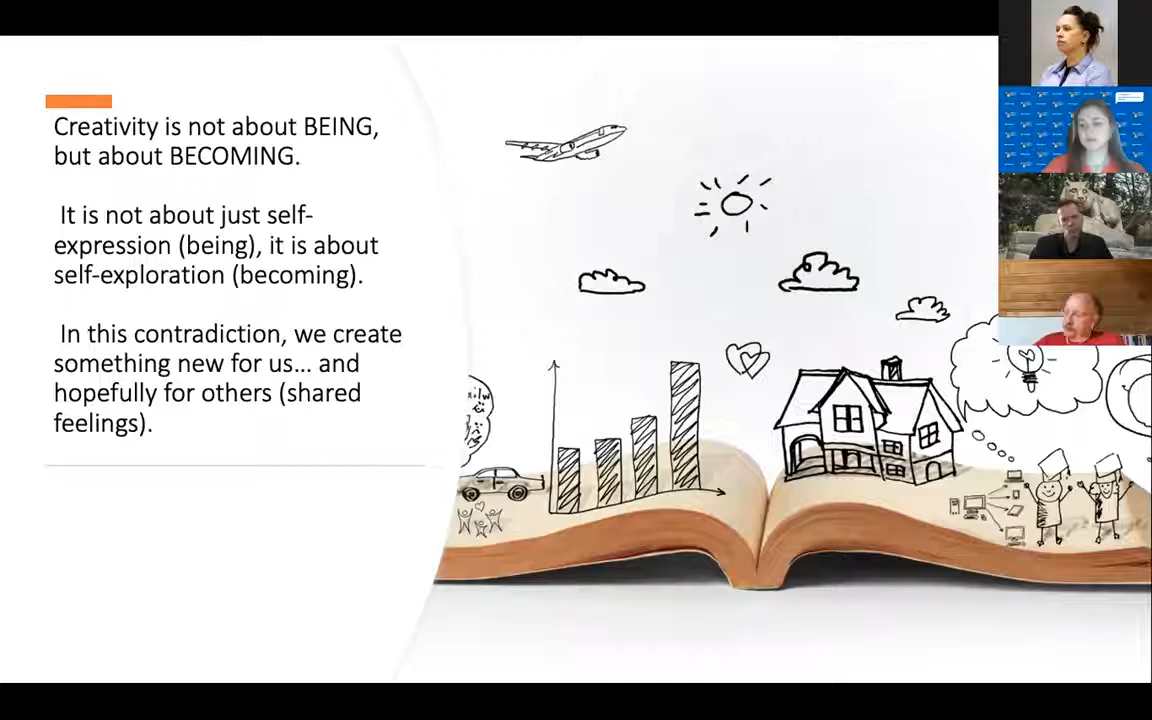 Creativity is not about BEING,
but about BECOMING.
It is not about just self-
expression (being), it is about
self-exploration (becoming).
In this contradiction, we create
something new for us... and
hopefully for others (shared
feelings).